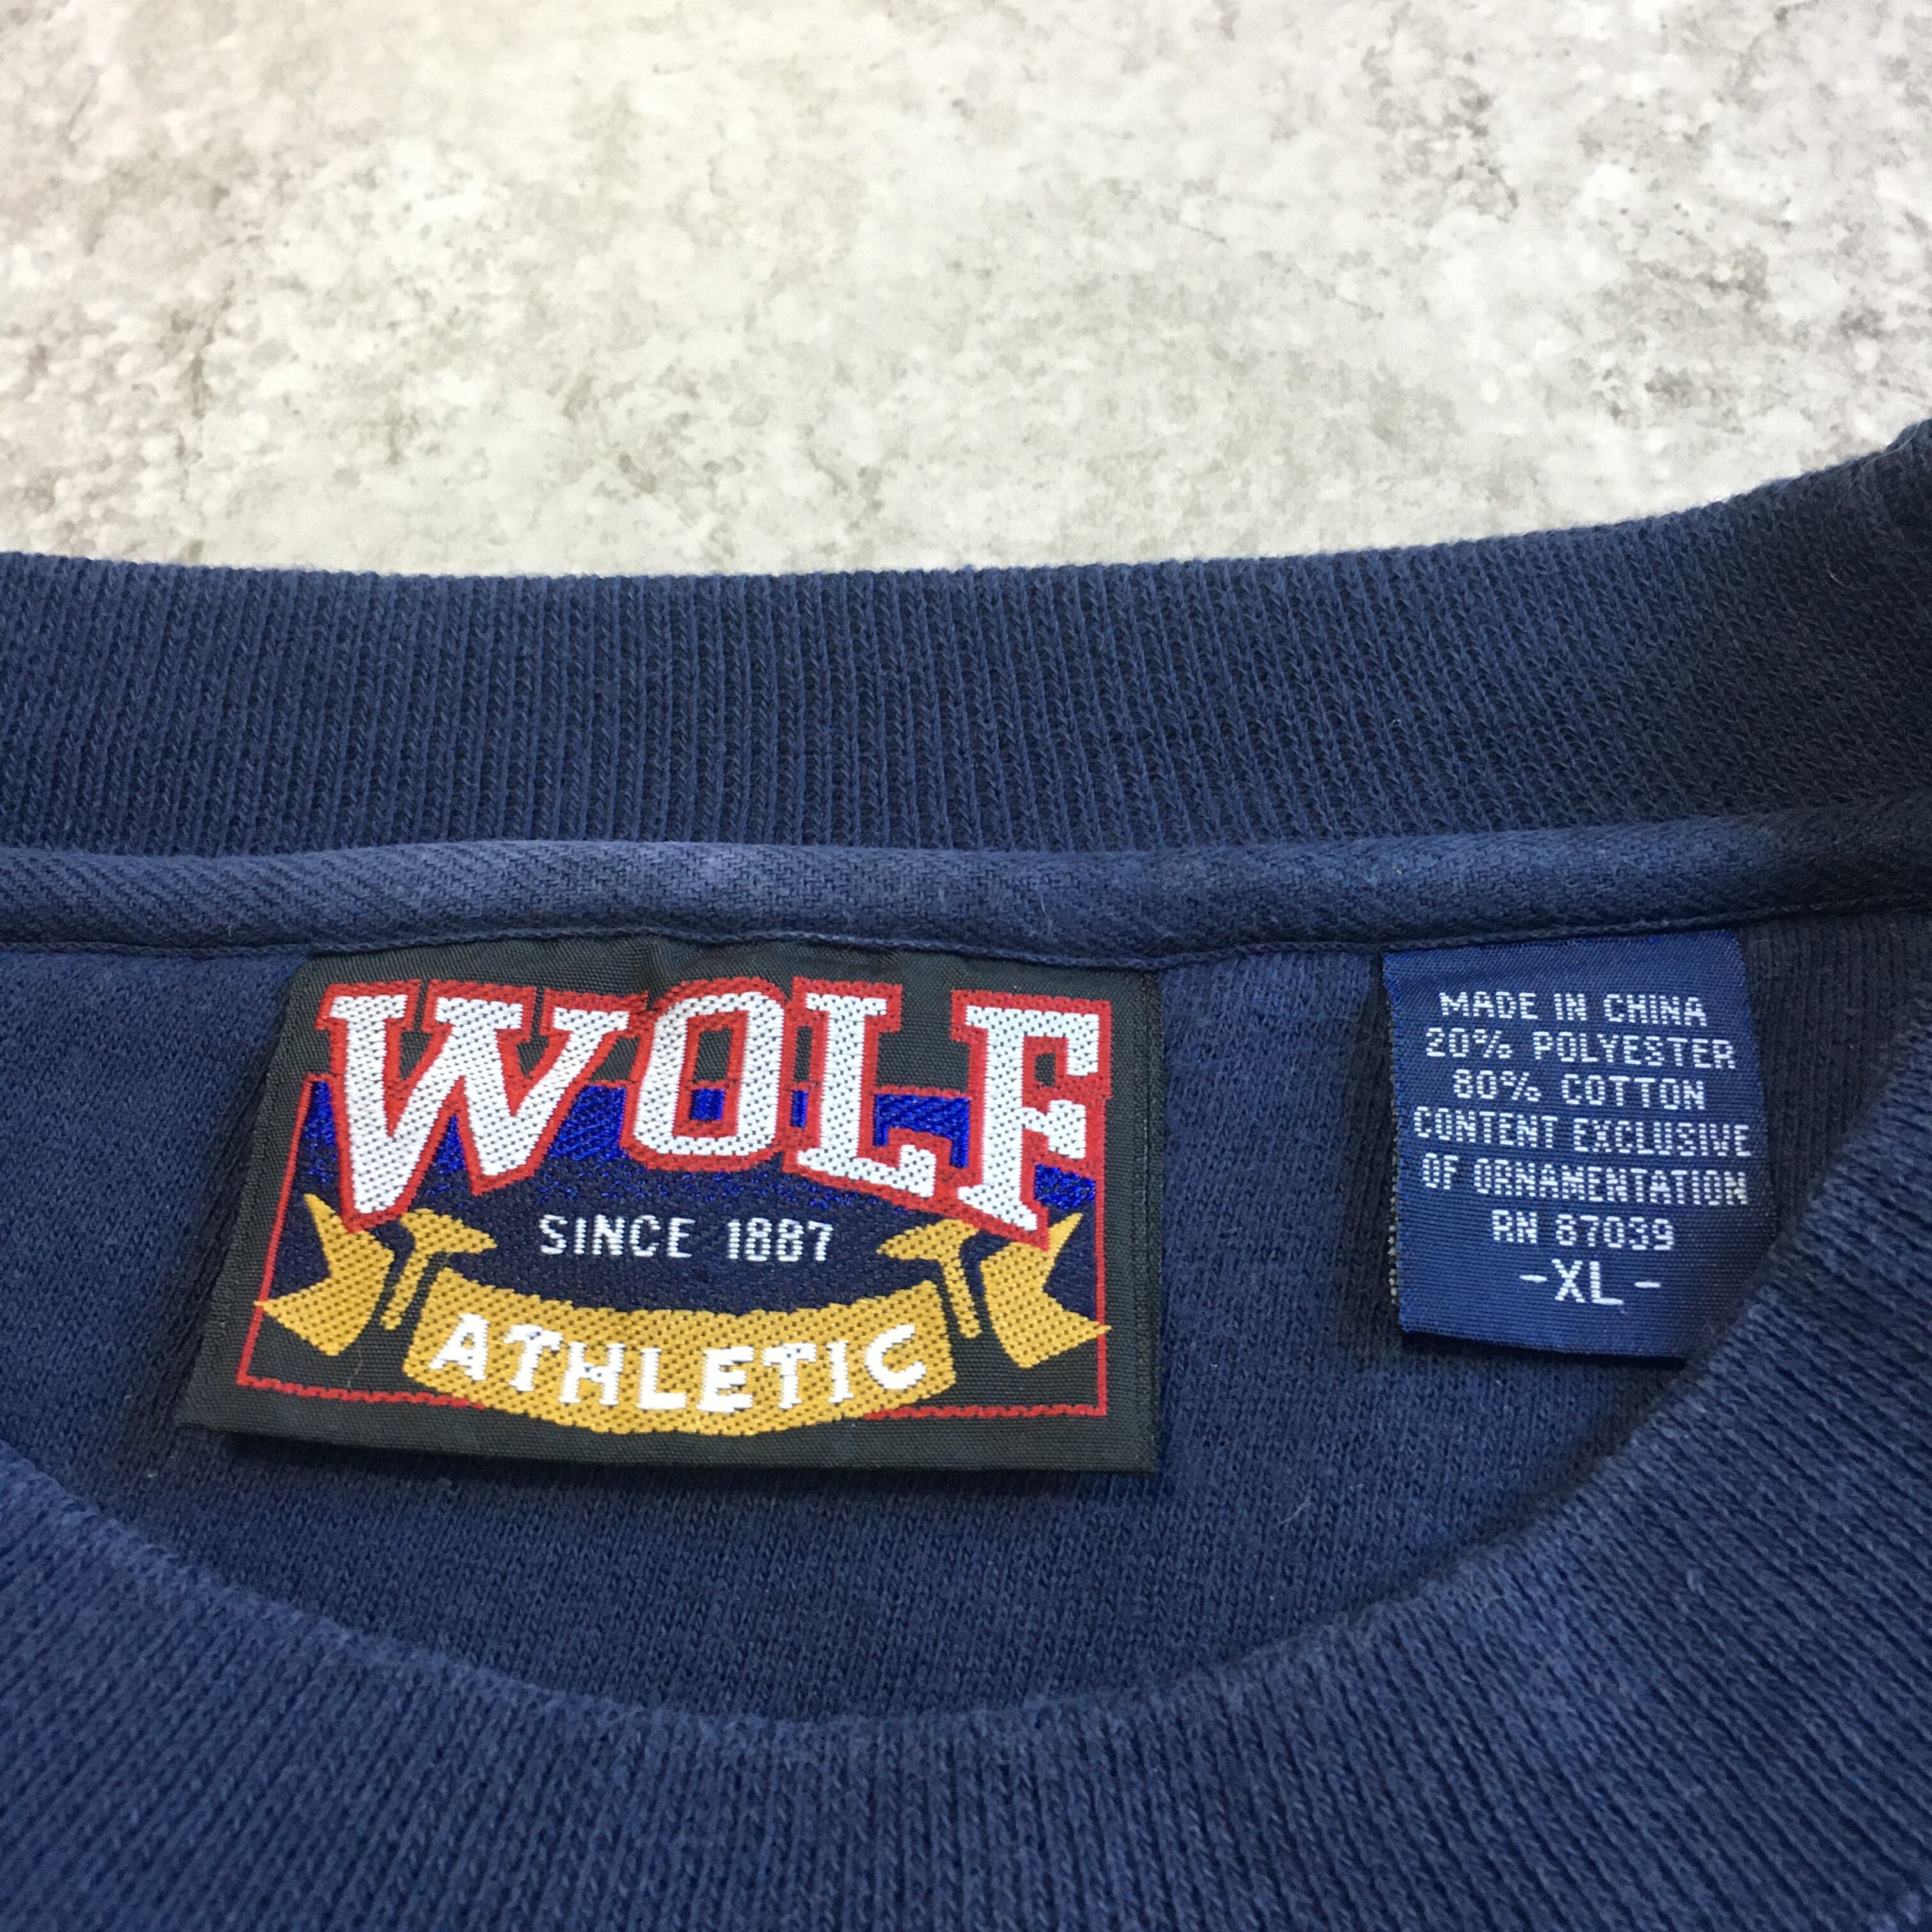 WOLF
SINCE 1887
ATHLETIC
MADE IN CHINA
20% POLYESTER
80% COTTON
CONTENT EXCLUSIVE
OF ORNAMENTATION
RN 87039
-XL-